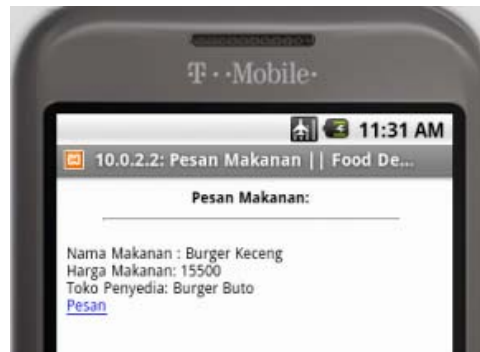 T··Mobile·
11:31 AM
10.0.2.2: Pesan Makanan || Food De...
Pesan Makanan:
Nama Makanan : Burger Keceng
Harga Makanan: 15500
Toko Penyedia: Burger Buto
Pesan